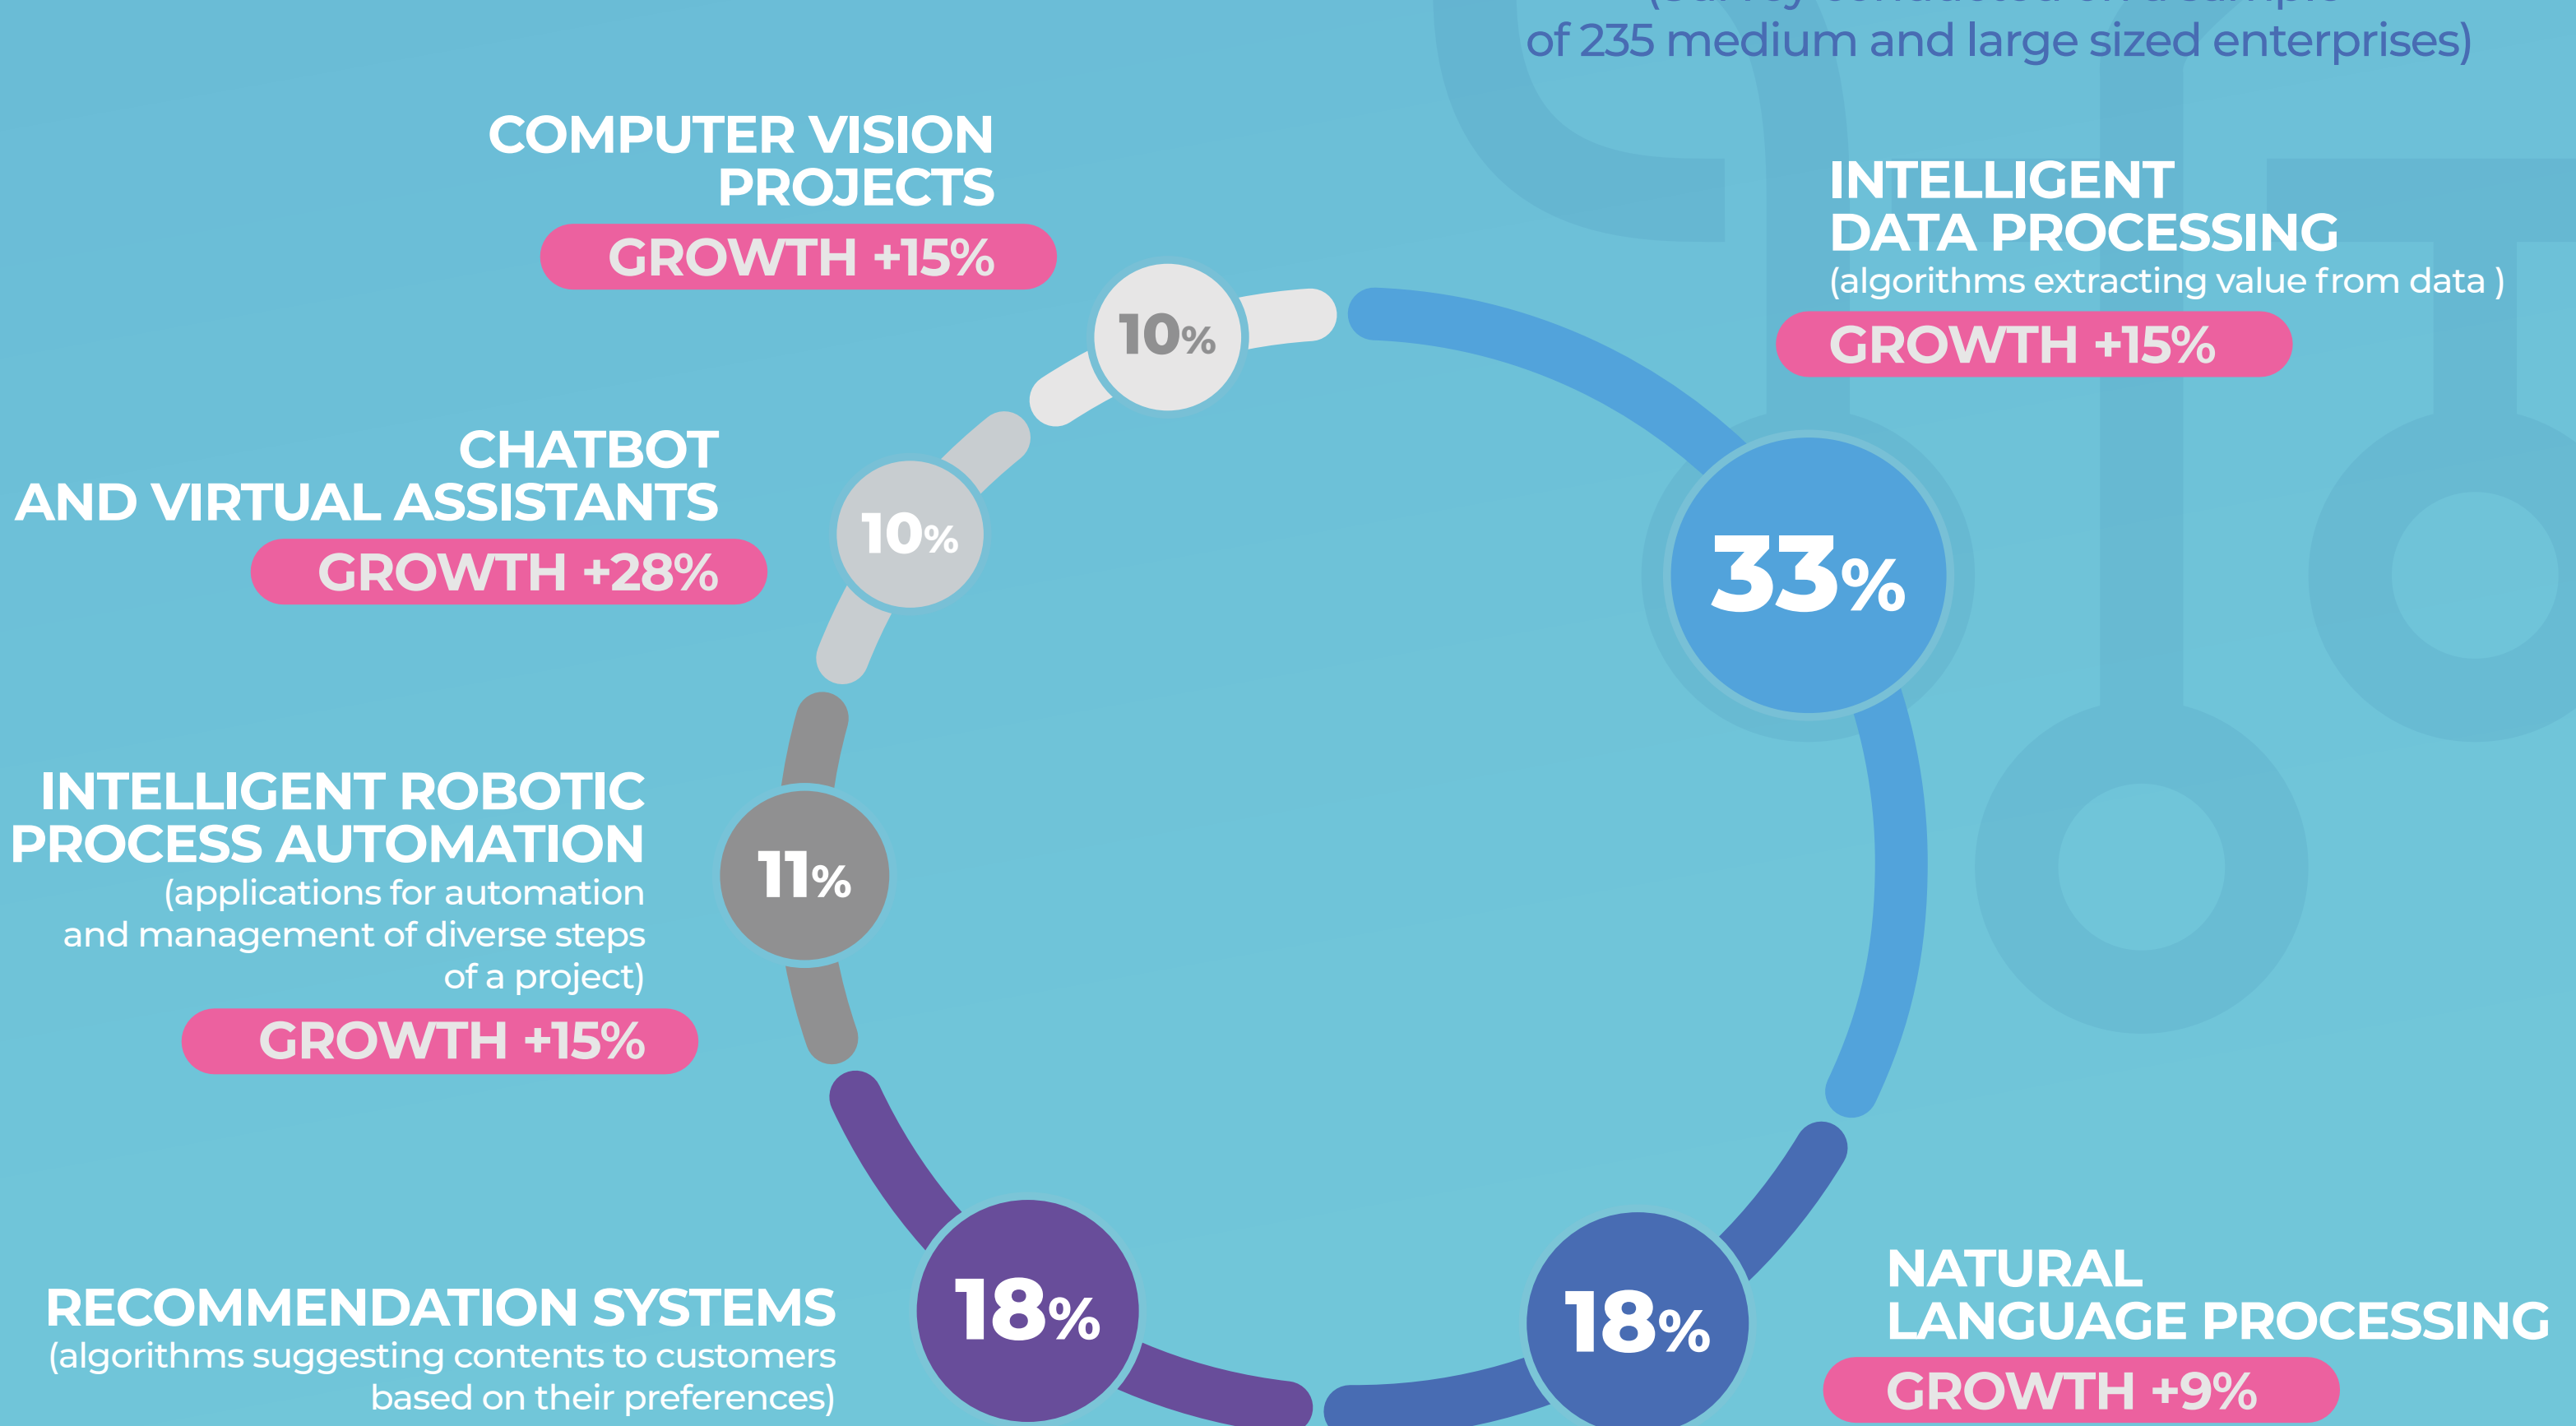 of 235 medium and large sized enterprises)
COMPUTER VISION
PROJECTS
GROWTH +15%
10%
INTELLIGENT
DATA PROCESSING
(algorithms extracting value from data )
GROWTH +15%
33%
CHATBOT
AND VIRTUAL ASSISTANTS
GROWTH +28%
10%
INTELLIGENT ROBOTIC
PROCESS AUTOMATION
(applications for automation
and management of diverse steps
of a project)
GROWTH +15%
11%
RECOMMENDATION SYSTEMS
(algorithms suggesting contents to customers
based on their preferences)
18%
18%
NATURAL
LANGUAGE PROCESSING
GROWTH +9%